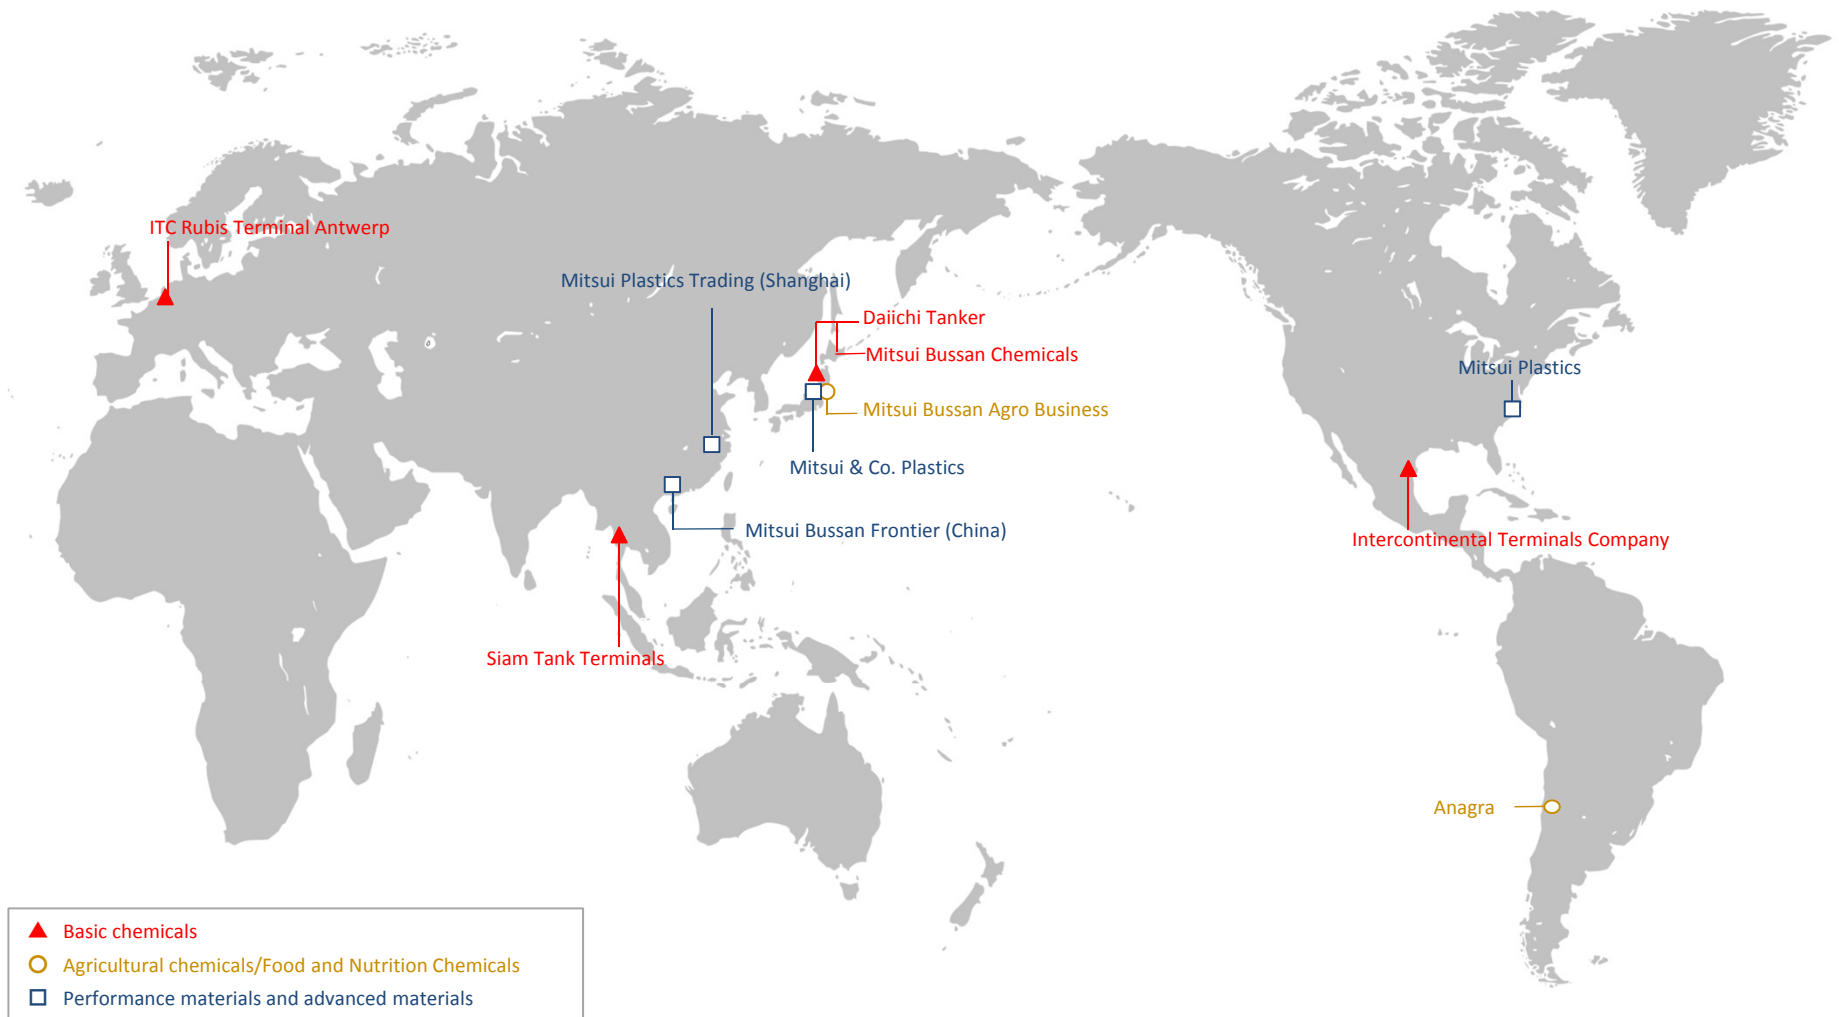 ITC Rubis Terminal Antwerp
Mitsui Plastics Trading (Shanghai)
Daiichi Tanker
Mitsui Bussan Chemicals
Mitsui Plastics
Mitsui Bussan Agro Business
Mitsui & Co. Plastics
Mitsui Bussan Frontier (China)
Intercontinental Terminals Company
Siam Tank Terminals
Anagra
Basic chemicals
Agricultural chemicals/Food and Nutrition Chemicals
Performance materials and advanced materials